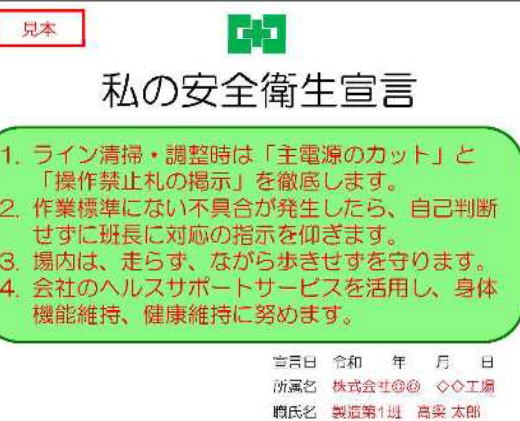 見本
私の安全衛生宣言
1. ライン清掃・調整時は「主電源のカット」と
「操作禁止札の掲示」を徹底します。
2. 作業標準にない不具合が発生したら、自己判断
せずに班長に対応の指示を仰ぎます。
3. 場内は、走らず、ながら歩きせずを守ります。
4. 会社のヘルスサポートサービスを活用し、身体
機能維持、健康維持に努めます。
宣言日 令和 年 月 日
所属名 株式会社@@ ◇◇工場
職氏名 製造第1班 高梁 太郎